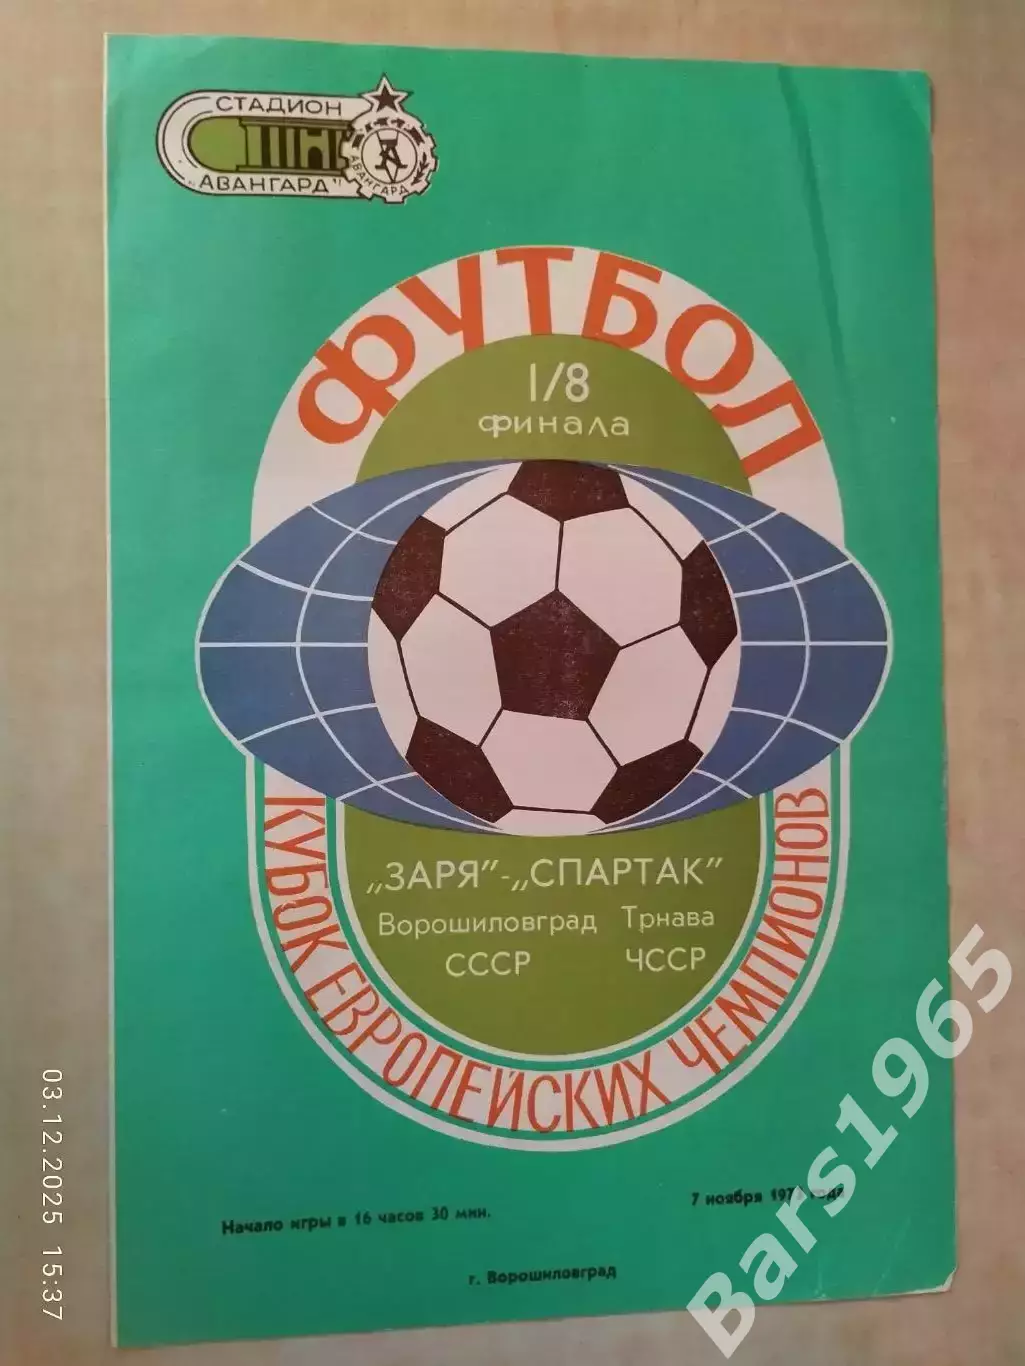 СТАДИОН
„АВАНГАРД"
АВАНГАРД
ФУТБОЛ
1/8
финала
„ЗАРЯ"-„СПАРТАК"
Ворошиловград Трнава
СССР ЧССР
КУБОК ЕВРОПЕЙСКИХ ЧЕМПИОНОВ
7 ноября года
Начало игры в 16 часов 30 мин.
г. Ворошиловград
03.12.2025 15:37
Bars1965